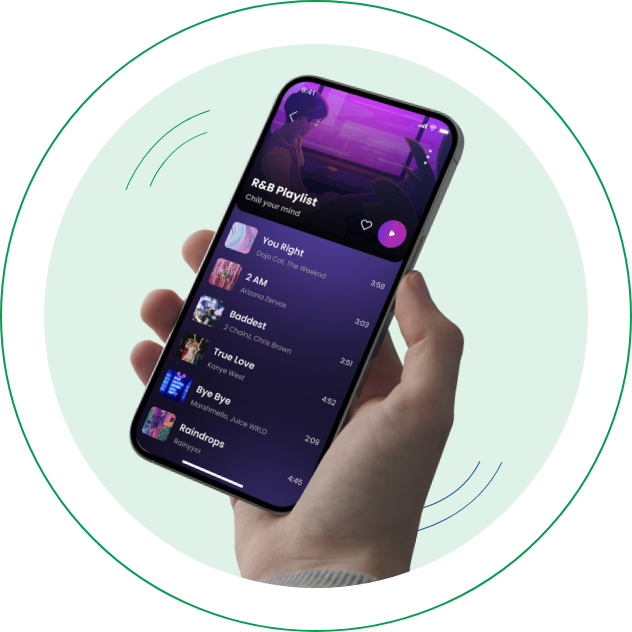 9:41
R&B Playlist
Chill your mind
You Right
Doja Cat, The Weeknd
3:58
2 AM
Arizona Zervas
3:03
Baddest
2 Chainz, Chris Brown
3:51
True Love
Kanye West
4:52
Bye Bye
Marshmello, Juice WRLD
2:09
Raindrops
Rainyyxx
4:45